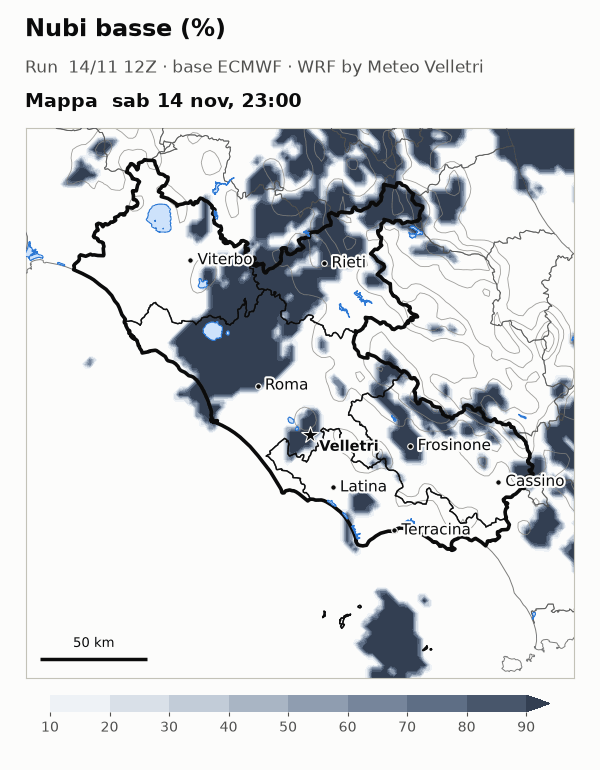 Nubi basse (%)
Run 14/11 12Z · base ECMWF · WRF by Meteo Velletri
Mappa sab 14 nov, 23:00
Viterbo
Rieti
Roma
Velletri
Frosinone
Latina
Cassino
Terracina
50 km
10 20 30 40 50 60 70 80 90